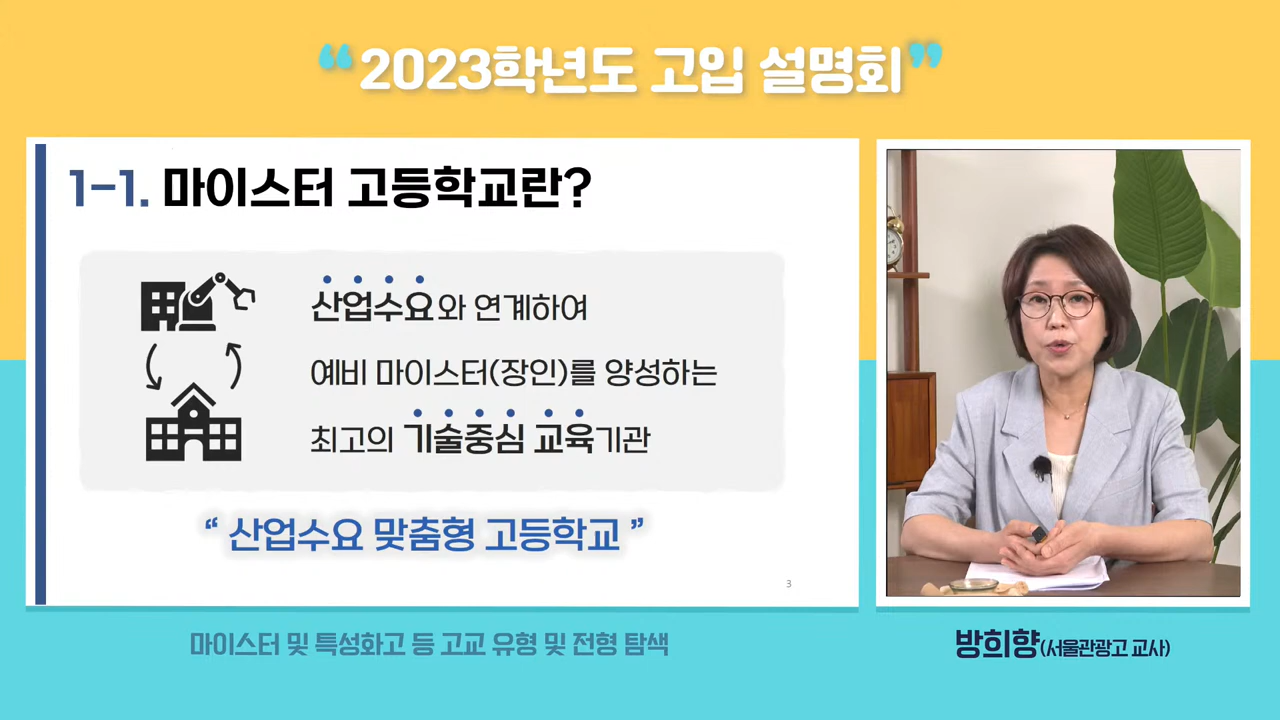 “2023학년도 고입 설명회”
1-1. 마이스터 고등학교란?
산업수요와 연계하여
예비 마이스터(장인)를 양성하는
최고의 기술중심 교육기관
“ 산업수요 맞춤형 고등학교 ”
3
마이스터 및 특성화고 등 고교 유형 및 전형 탐색
방희향(서울관광고 교사)